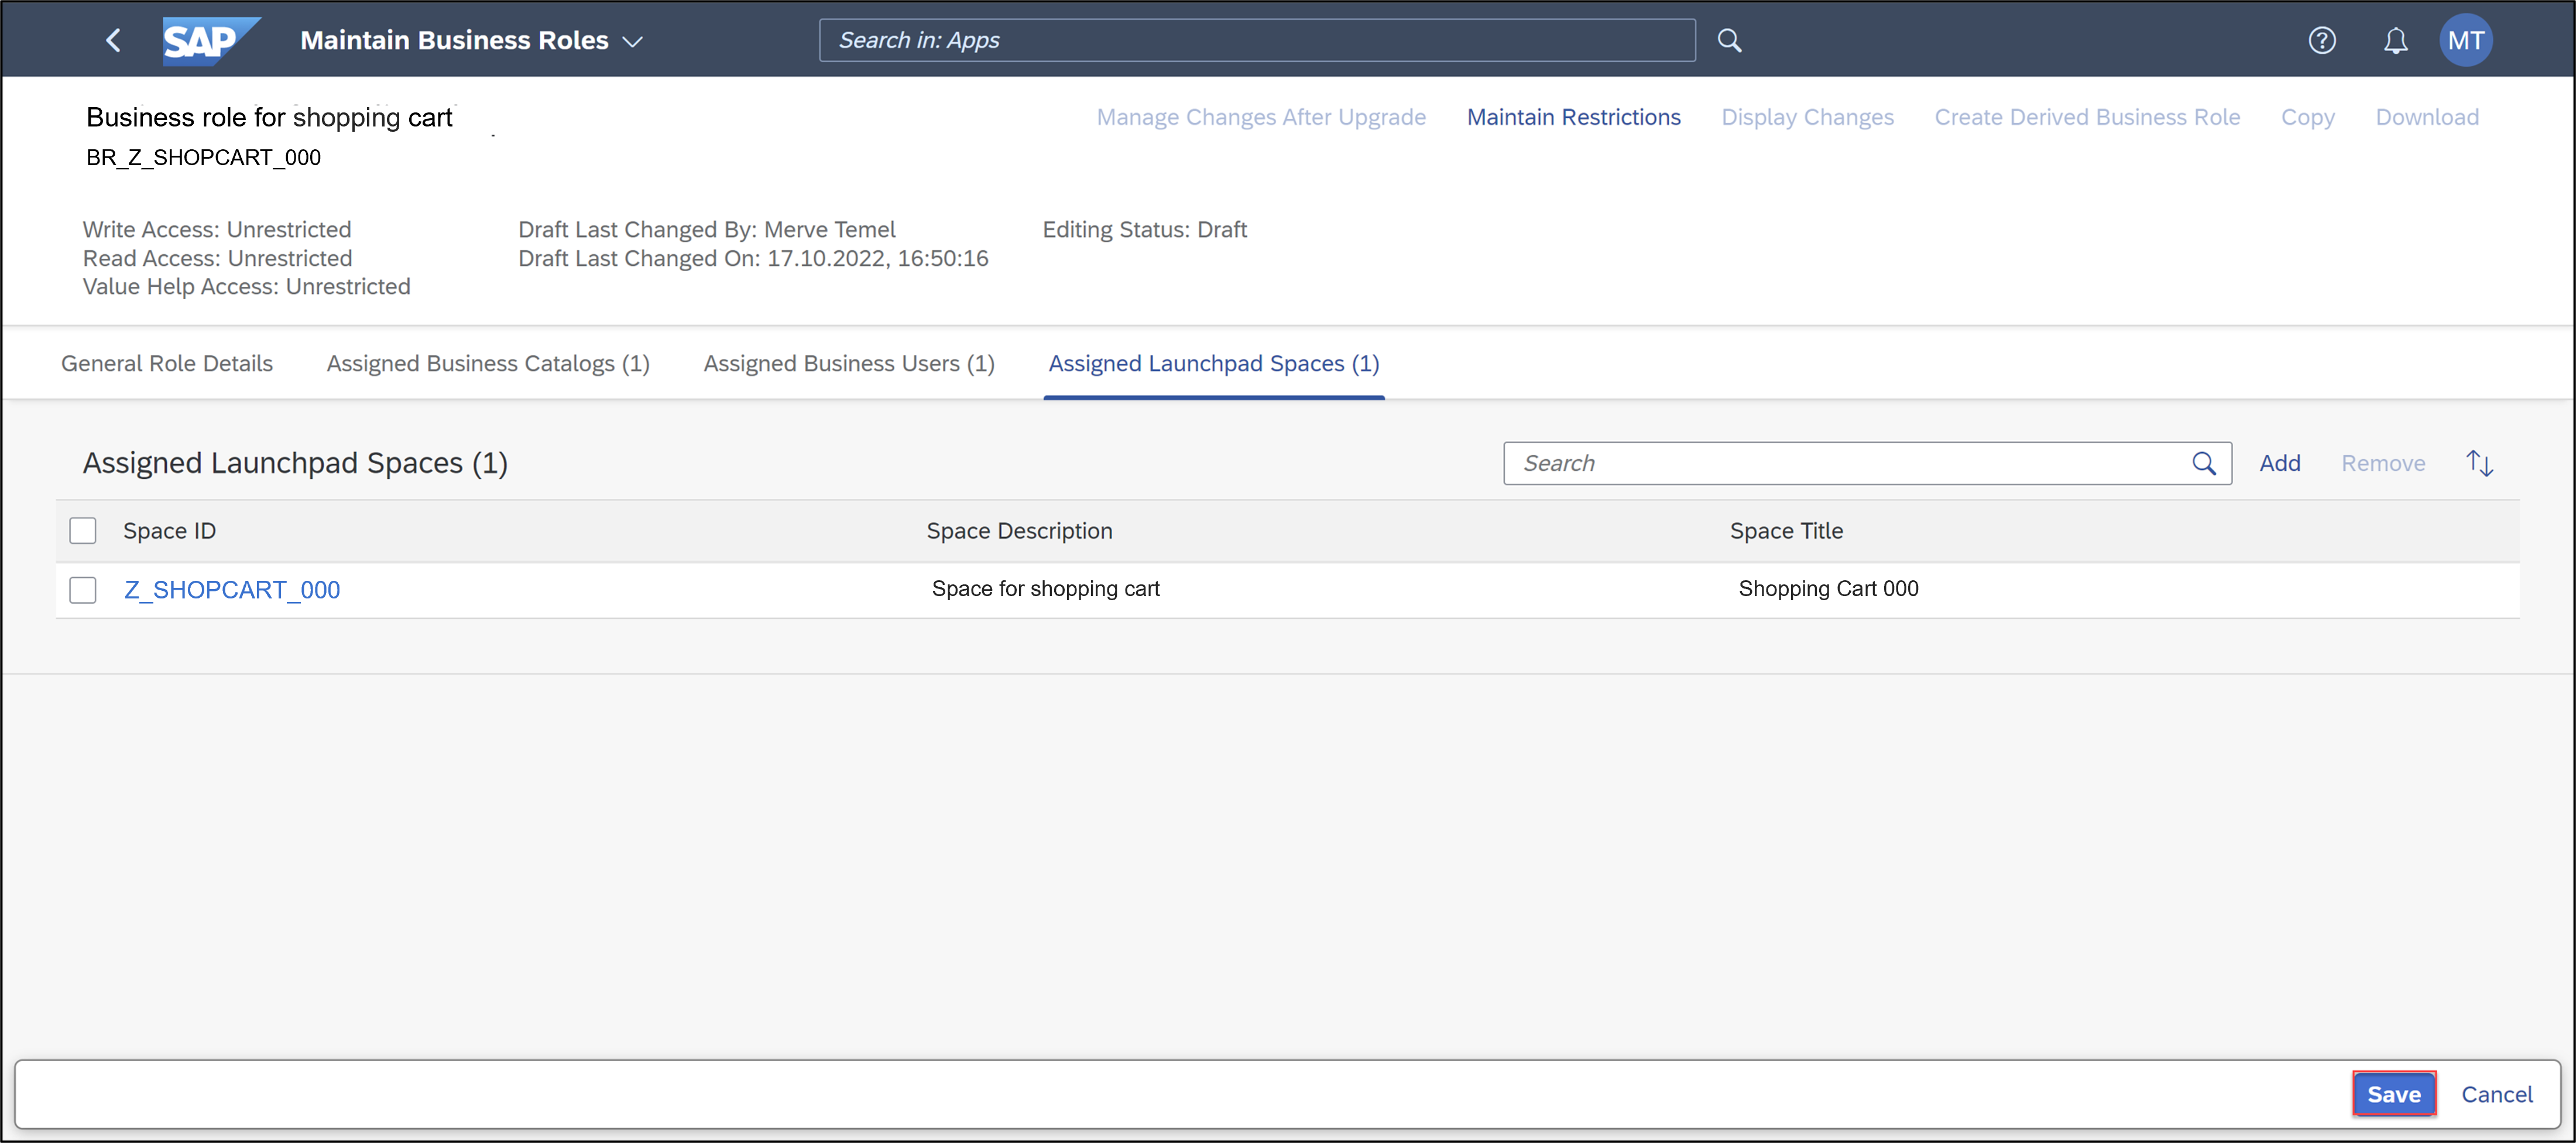 SAP Maintain Business Roles Search in: Apps MT
Business role for shopping cart Manage Changes After Upgrade Maintain Restrictions Display Changes Create Derived Business Role Copy Download
BR_Z_SHOPCART_000
Write Access: Unrestricted Draft Last Changed By: Merve Temel Editing Status: Draft
Read Access: Unrestricted Draft Last Changed On: 17.10.2022, 16:50:16
Value Help Access: Unrestricted
General Role Details Assigned Business Catalogs (1) Assigned Business Users (1) Assigned Launchpad Spaces (1)
Assigned Launchpad Spaces (1) Search Add Remove
Space ID Space Description Space Title
Z_SHOPCART_000 Space for shopping cart Shopping Cart 000
Save Cancel